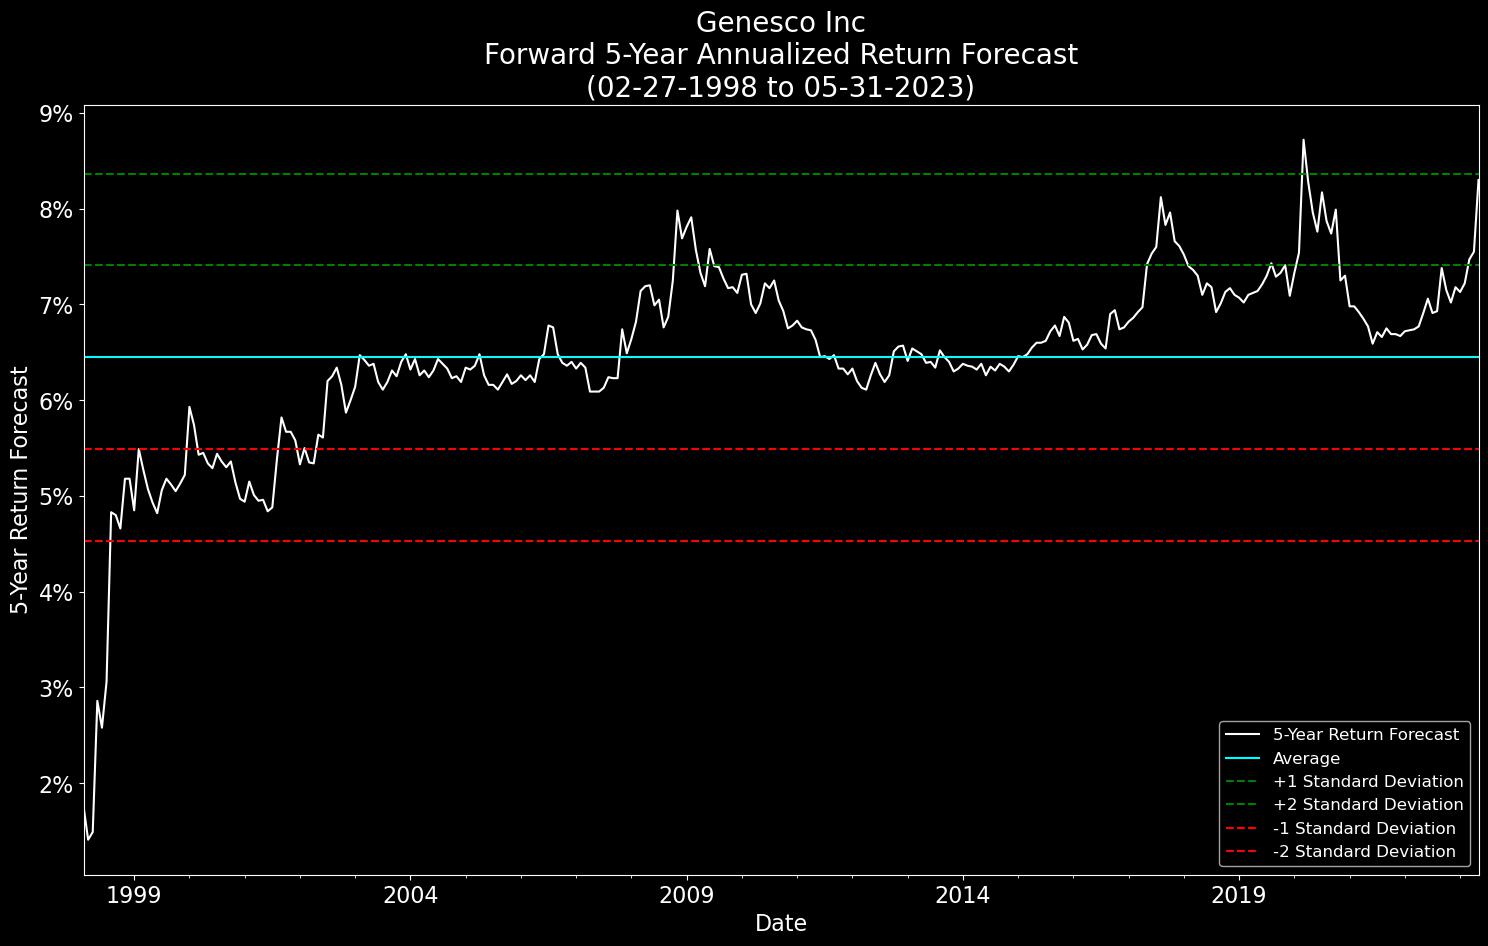 Genesco Inc
Forward 5-Year Annualized Return Forecast
(02-27-1998 to 05-31-2023)
9%
8%
7%
6%
5%
4%
3%
2%
5-Year Return Forecast
1999
2004
2009
2014
2019
Date
5-Year Return Forecast
Average
+1 Standard Deviation
+2 Standard Deviation
-1 Standard Deviation
-2 Standard Deviation